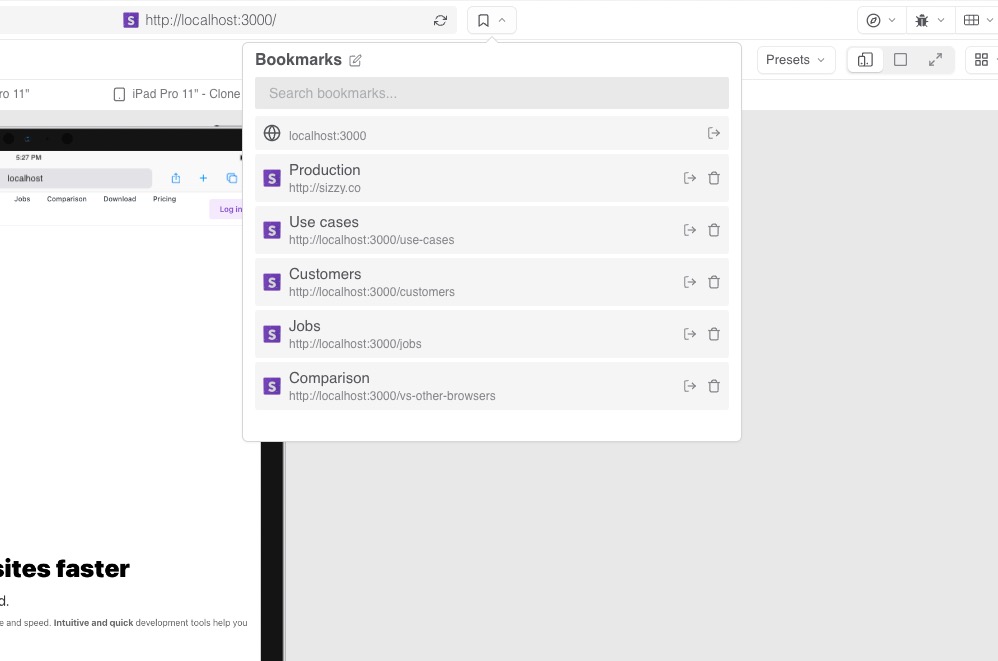 S http://localhost:3000/
Bookmarks
Presets
Search bookmarks...
ro 11"
iPad Pro 11" - Clone
localhost:3000
5:27 PM
localhost
S Production
http://sizzy.co
Jobs Comparison Download Pricing
Log in
S Use cases
http://localhost:3000/use-cases
S Customers
http://localhost:3000/customers
S Jobs
http://localhost:3000/jobs
S Comparison
http://localhost:3000/vs-other-browsers
sites faster
d.
e and speed. Intuitive and quick development tools help you